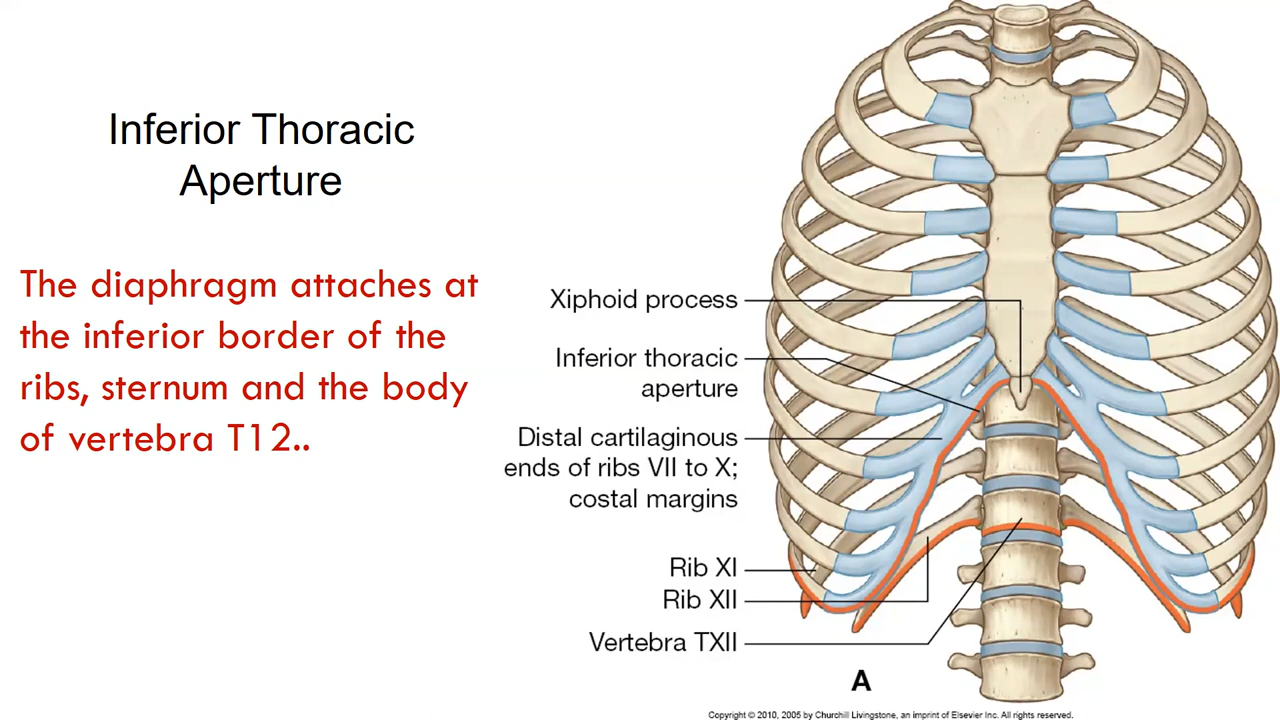 Inferior Thoracic
Aperture
The diaphragm attaches at
the inferior border of the
ribs, sternum and the body
of vertebra T12..
Xiphoid process
Inferior thoracic
aperture
Distal cartilaginous
ends of ribs VII to X;
costal margins
Rib XI
Rib XII
Vertebra TXII
A
Copyright © 2010, 2005 by Churchill Livingstone, an imprint of Elsevier Inc. All rights reserved.